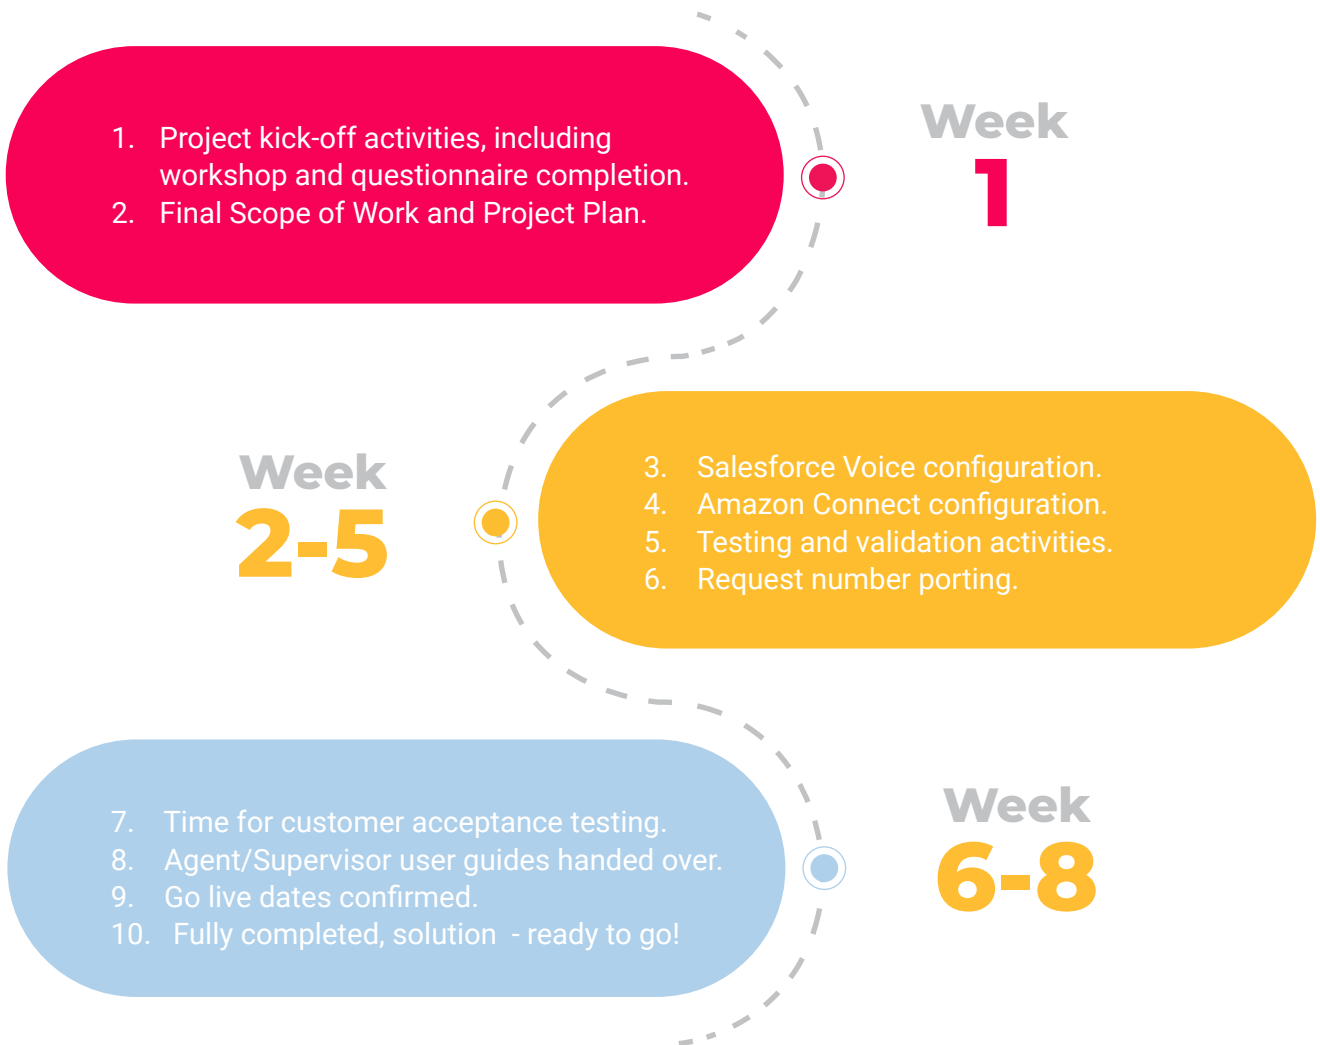 1. Project kick-off activities, including
workshop and questionnaire completion.
2. Final Scope of Work and Project Plan.
Week
1
Week
2-5
3. Salesforce Voice configuration.
4. Amazon Connect configuration.
5. Testing and validation activities.
6. Request number porting.
7. Time for customer acceptance testing.
8. Agent/Supervisor user guides handed over.
9. Go live dates confirmed.
10. Fully completed, solution - ready to go!
Week
6-8